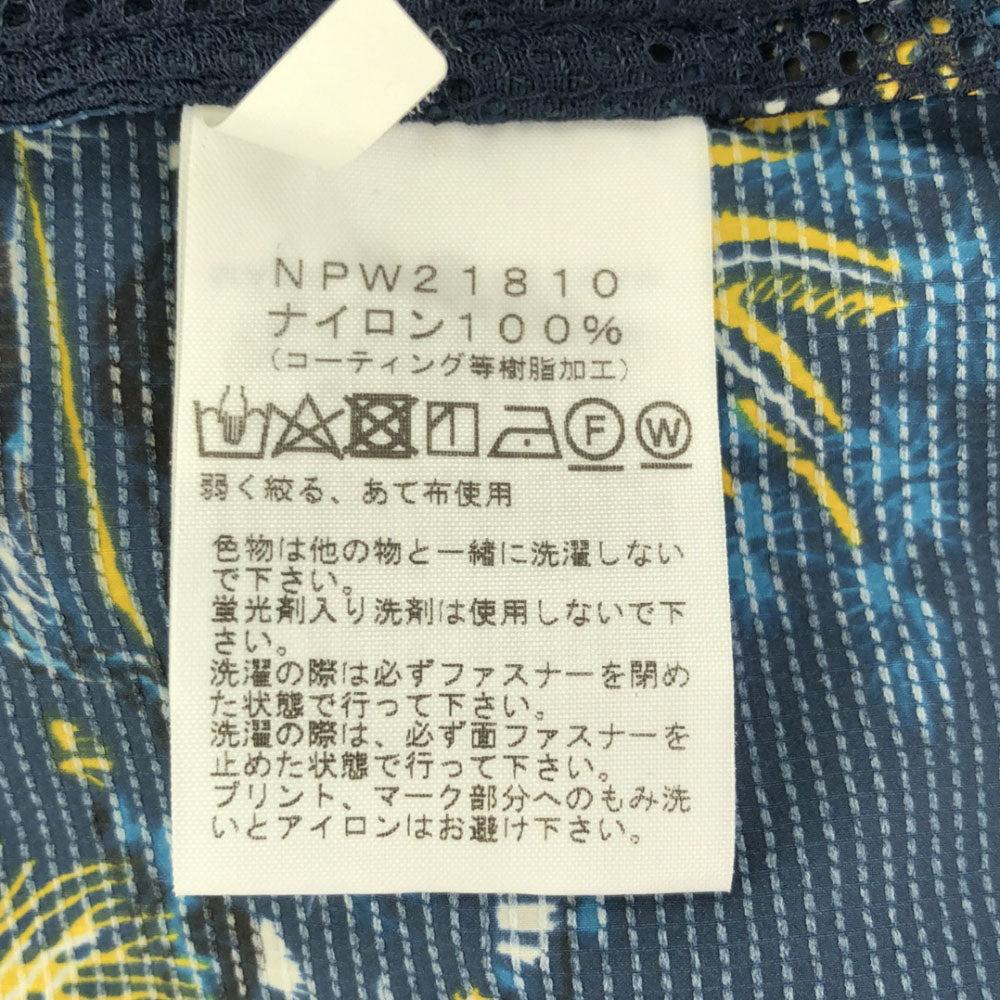 NPW21810
ナイロン100%
(コーティング等樹脂加工)
F W
弱く絞る、あて布使用
色物は他の物と一緒に洗濯しない
で下さい。
蛍光剤入り洗剤は使用しないで下
さい。
洗濯の際は必ずファスナーを閉め
た状態で行って下さい。
洗濯の際は、必ず面ファスナーを
止めた状態で行って下さい。
プリント、マーク部分へのもみ洗
いとアイロンはお避け下さい。